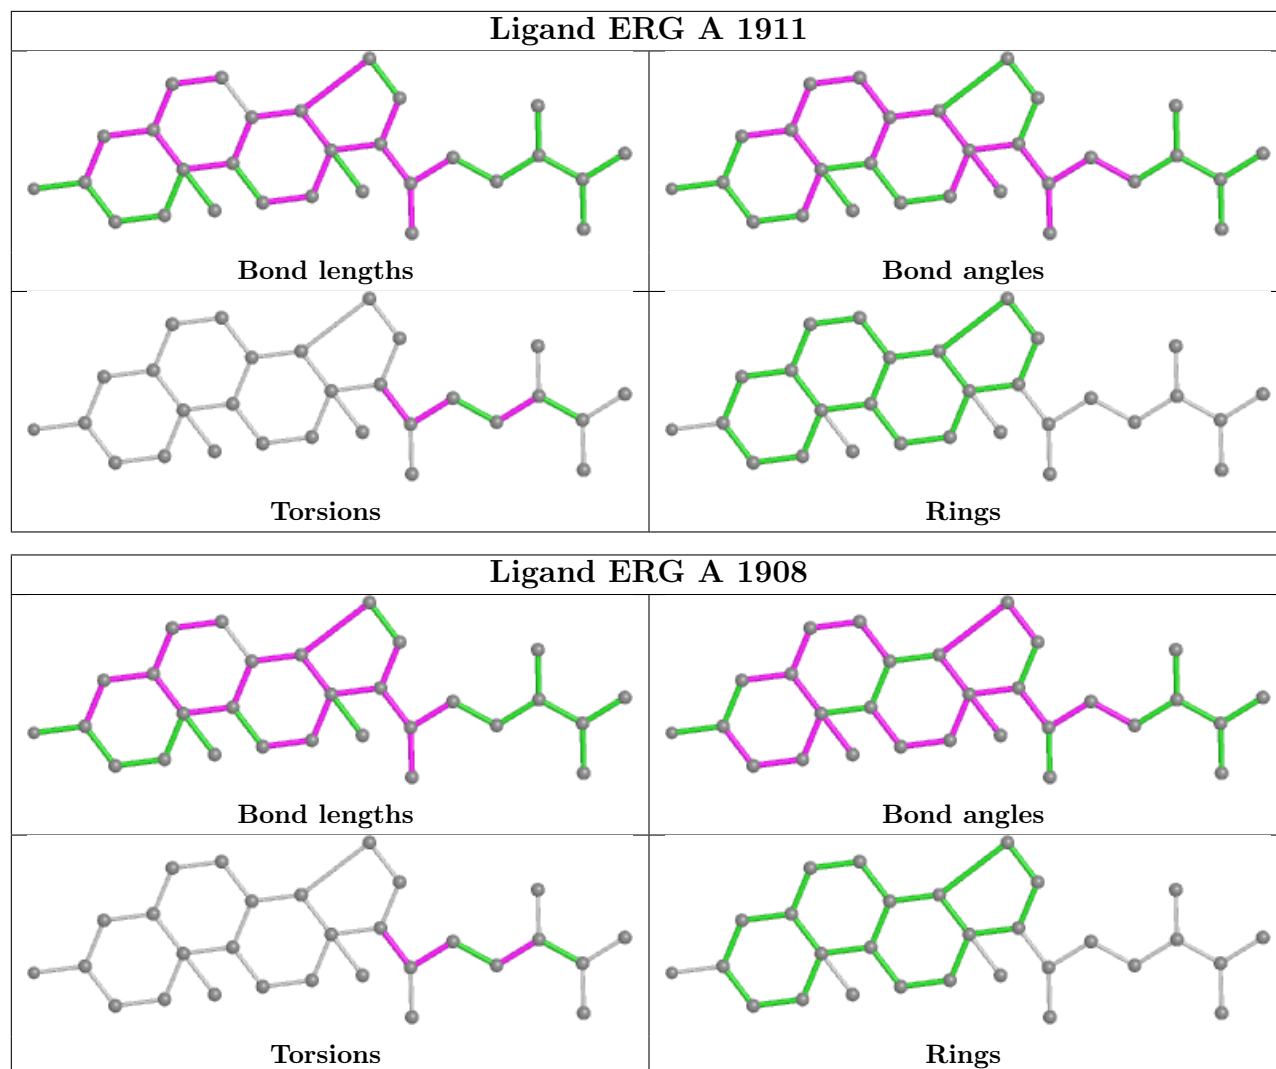 Ligand ERG A 1911
Bond lengths
Bond angles
Torsions
Rings
Ligand ERG A 1908
Bond lengths
Bond angles
Torsions
Rings